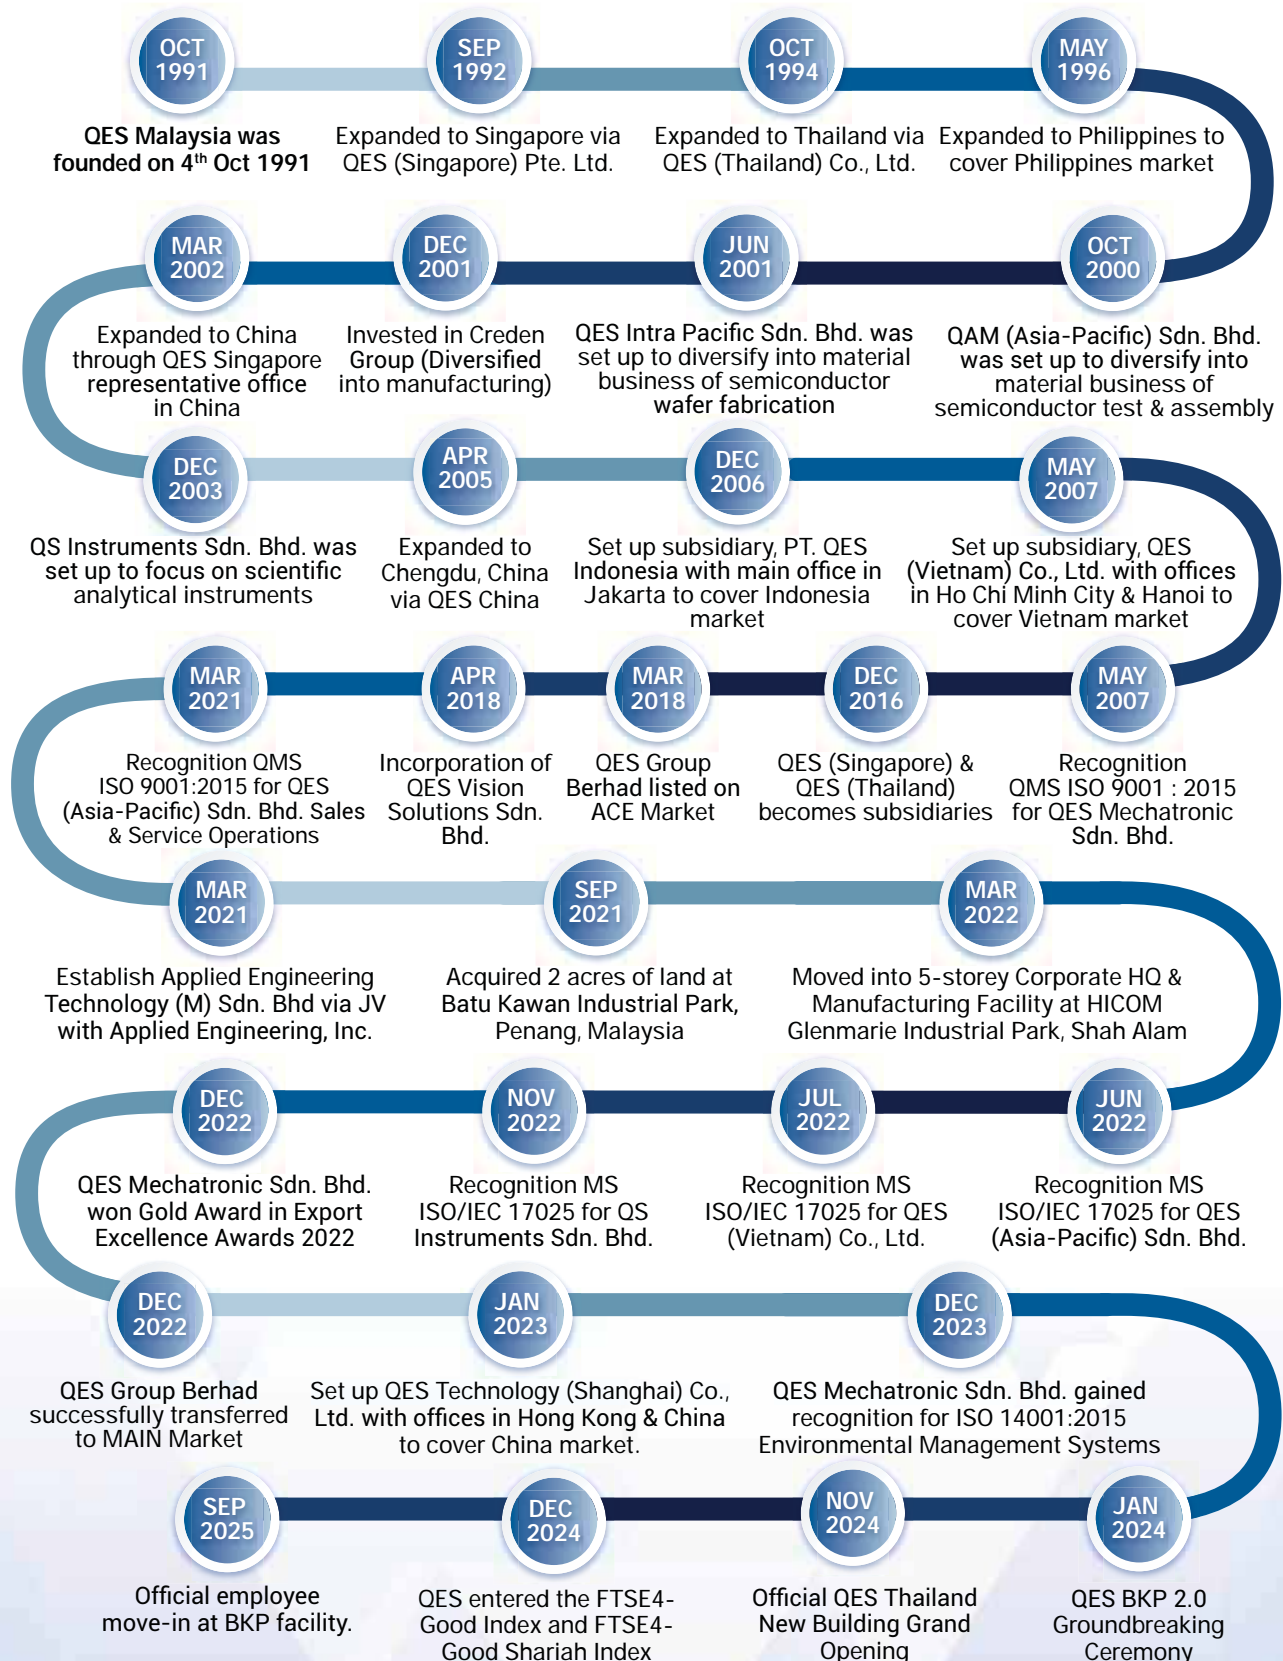 OCT
1991
QES Malaysia was
founded on 4th Oct 1991
SEP
1992
Expanded to Singapore via
QES (Singapore) Pte. Ltd.
OCT
1994
Expanded to Thailand via
QES (Thailand) Co., Ltd.
MAY
1996
Expanded to Philippines to
cover Philippines market
OCT
2000
QAM (Asia-Pacific) Sdn. Bhd.
was set up to diversify into
material business of
semiconductor test & assembly
JUN
2001
QES Intra Pacific Sdn. Bhd. was
set up to diversify into material
business of semiconductor
wafer fabrication
DEC
2001
Invested in Creden
Group (Diversified
into manufacturing)
MAR
2002
Expanded to China
through QES Singapore
representative office
in China
DEC
2003
QS Instruments Sdn. Bhd. was
set up to focus on scientific
analytical instruments
APR
2005
Expanded to
Chengdu, China
via QES China
DEC
2006
Set up subsidiary, PT. QES
Indonesia with main office in
Jakarta to cover Indonesia
market
MAY
2007
Set up subsidiary, QES
(Vietnam) Co., Ltd. with offices
in Ho Chi Minh City & Hanoi to
cover Vietnam market
MAY
2007
Recognition
QMS ISO 9001 : 2015
for QES Mechatronic
Sdn. Bhd.
DEC
2016
QES (Singapore) &
QES (Thailand)
becomes subsidiaries
MAR
2018
QES Group
Berhad listed on
ACE Market
APR
2018
Incorporation of
QES Vision
Solutions Sdn.
Bhd.
MAR
2021
Recognition QMS
ISO 9001:2015 for QES
(Asia-Pacific) Sdn. Bhd. Sales
& Service Operations
MAR
2021
Establish Applied Engineering
Technology (M) Sdn. Bhd via JV
with Applied Engineering, Inc.
SEP
2021
Acquired 2 acres of land at
Batu Kawan Industrial Park,
Penang, Malaysia
MAR
2022
Moved into 5-storey Corporate HQ &
Manufacturing Facility at HICOM
Glenmarie Industrial Park, Shah Alam
JUN
2022
Recognition MS
ISO/IEC 17025 for QES
(Asia-Pacific) Sdn. Bhd.
JUL
2022
Recognition MS
ISO/IEC 17025 for QES
(Vietnam) Co., Ltd.
NOV
2022
Recognition MS
ISO/IEC 17025 for QS
Instruments Sdn. Bhd.
DEC
2022
QES Mechatronic Sdn. Bhd.
won Gold Award in Export
Excellence Awards 2022
DEC
2022
QES Group Berhad
successfully transferred
to MAIN Market
JAN
2023
Set up QES Technology (Shanghai) Co.,
Ltd. with offices in Hong Kong & China
to cover China market.
DEC
2023
QES Mechatronic Sdn. Bhd. gained
recognition for ISO 14001:2015
Environmental Management Systems
JAN
2024
QES BKP 2.0
Groundbreaking
Ceremony
NOV
2024
Official QES Thailand
New Building Grand
Opening
DEC
2024
QES entered the FTSE4-
Good Index and FTSE4-
Good Shariah Index
SEP
2025
Official employee
move-in at BKP facility.